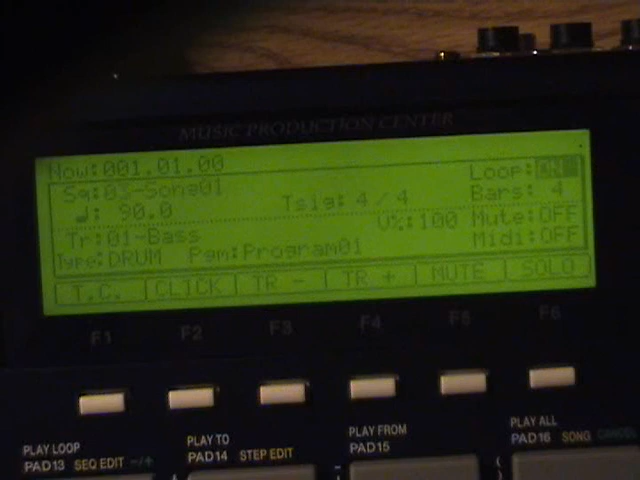 MUSIC PRODUCTION CENTER
Now:001.01.00 Loop:ON
Sq:03-Song01 Bars: 4
♩: 90.0 Tsig: 4/4
Tr:01-Bass V%:100 Mute:OFF
Type:DRUM Pgm:Program01 Midi:OFF
T.C. CLICK TR - TR + MUTE SOLO
F1 F2 F3 F4 F5 F6
PLAY LOOP PLAY TO PLAY FROM PLAY ALL
PAD13 SEQ EDIT -/+ PAD14 STEP EDIT PAD15 PAD16 SONG CANCEL